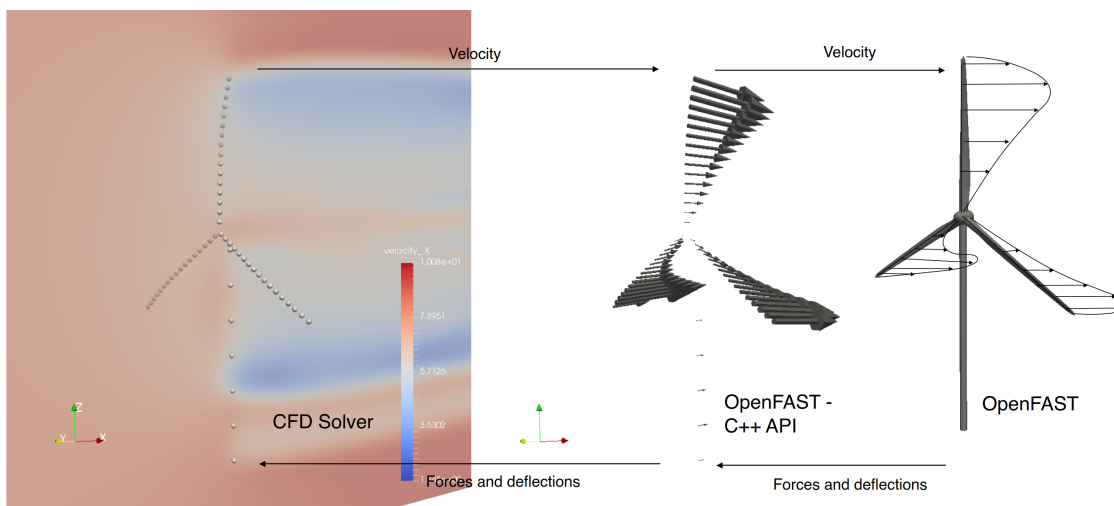 Velocity
Velocity
velocity_ X
1.008e+01
7.8951
5.7126
3.5302
CFD Solver
OpenFAST -
C++ API
OpenFAST
Z
Y
X
Forces and deflections
Forces and deflections